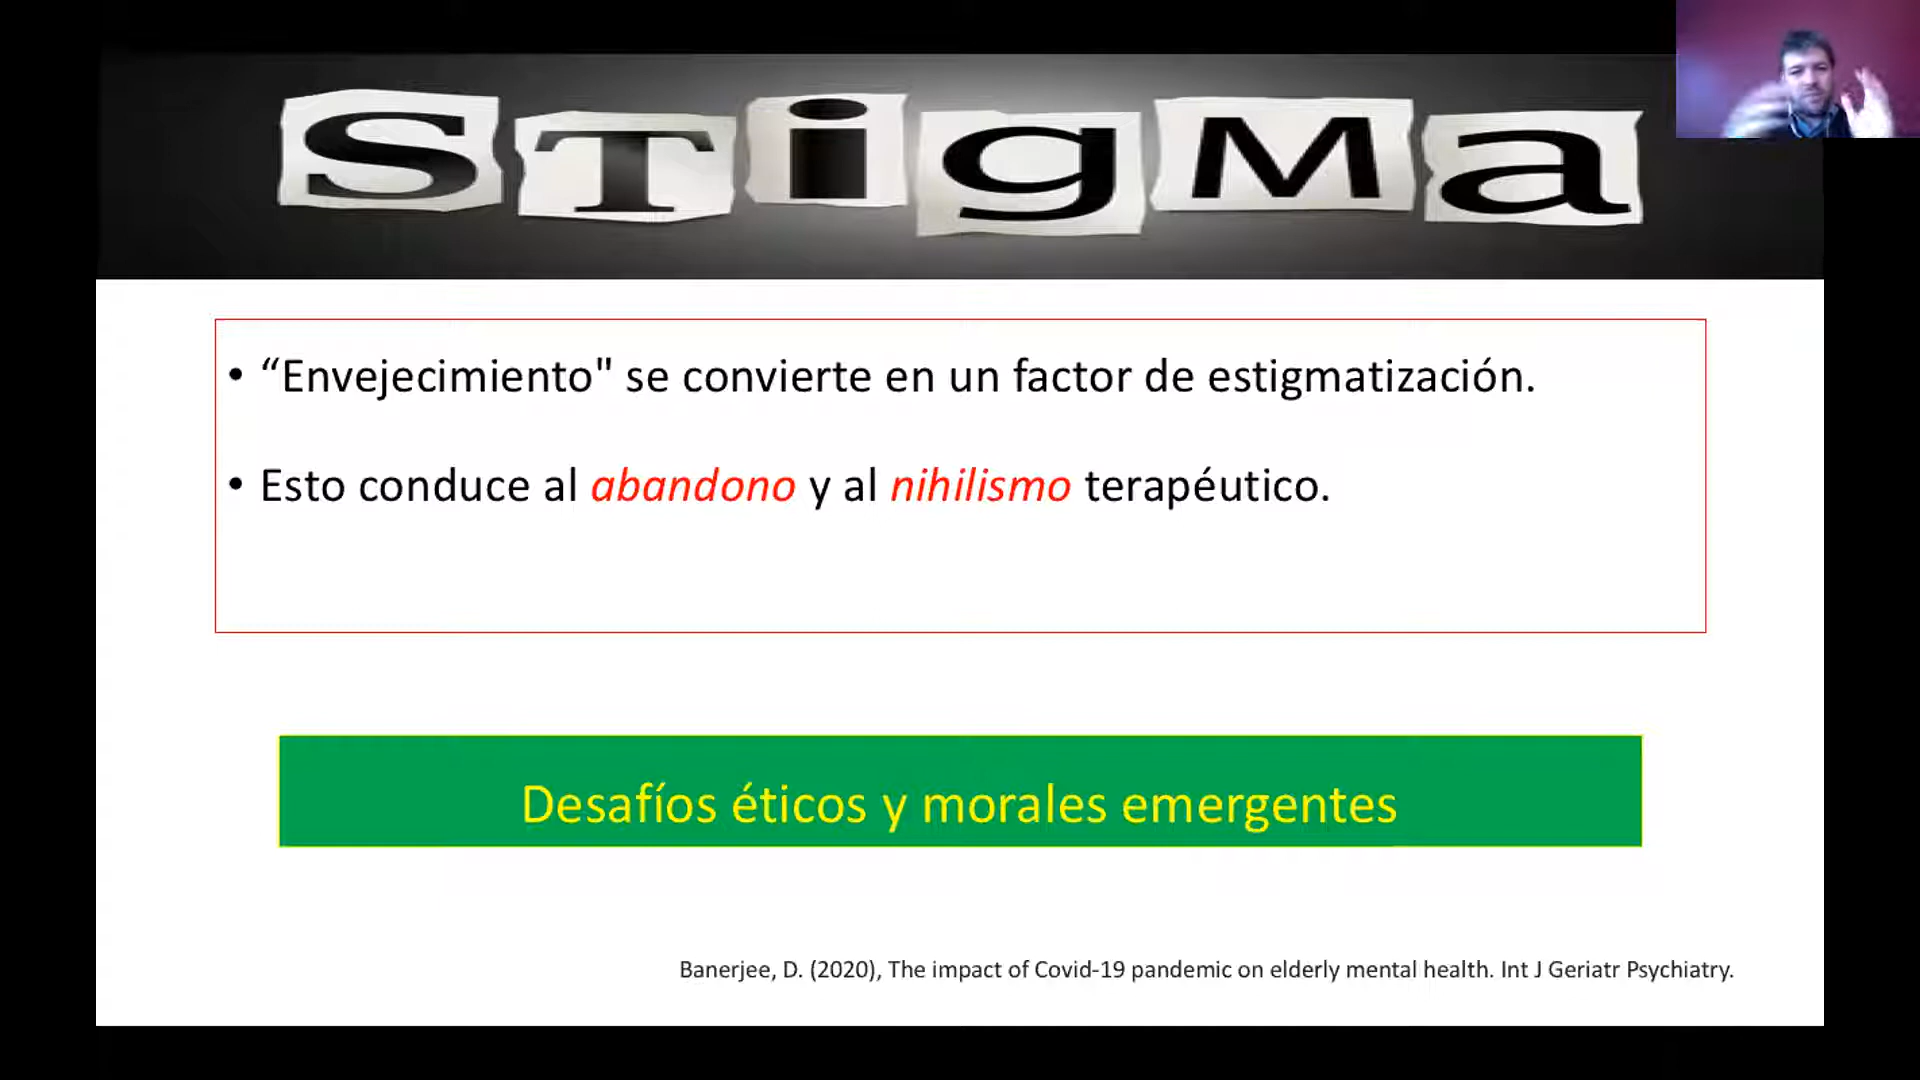 STigMa
• “Envejecimiento" se convierte en un factor de estigmatización.
• Esto conduce al abandono y al nihilismo terapéutico.
Desafíos éticos y morales emergentes
Banerjee, D. (2020), The impact of Covid-19 pandemic on elderly mental health. Int J Geriatr Psychiatry.